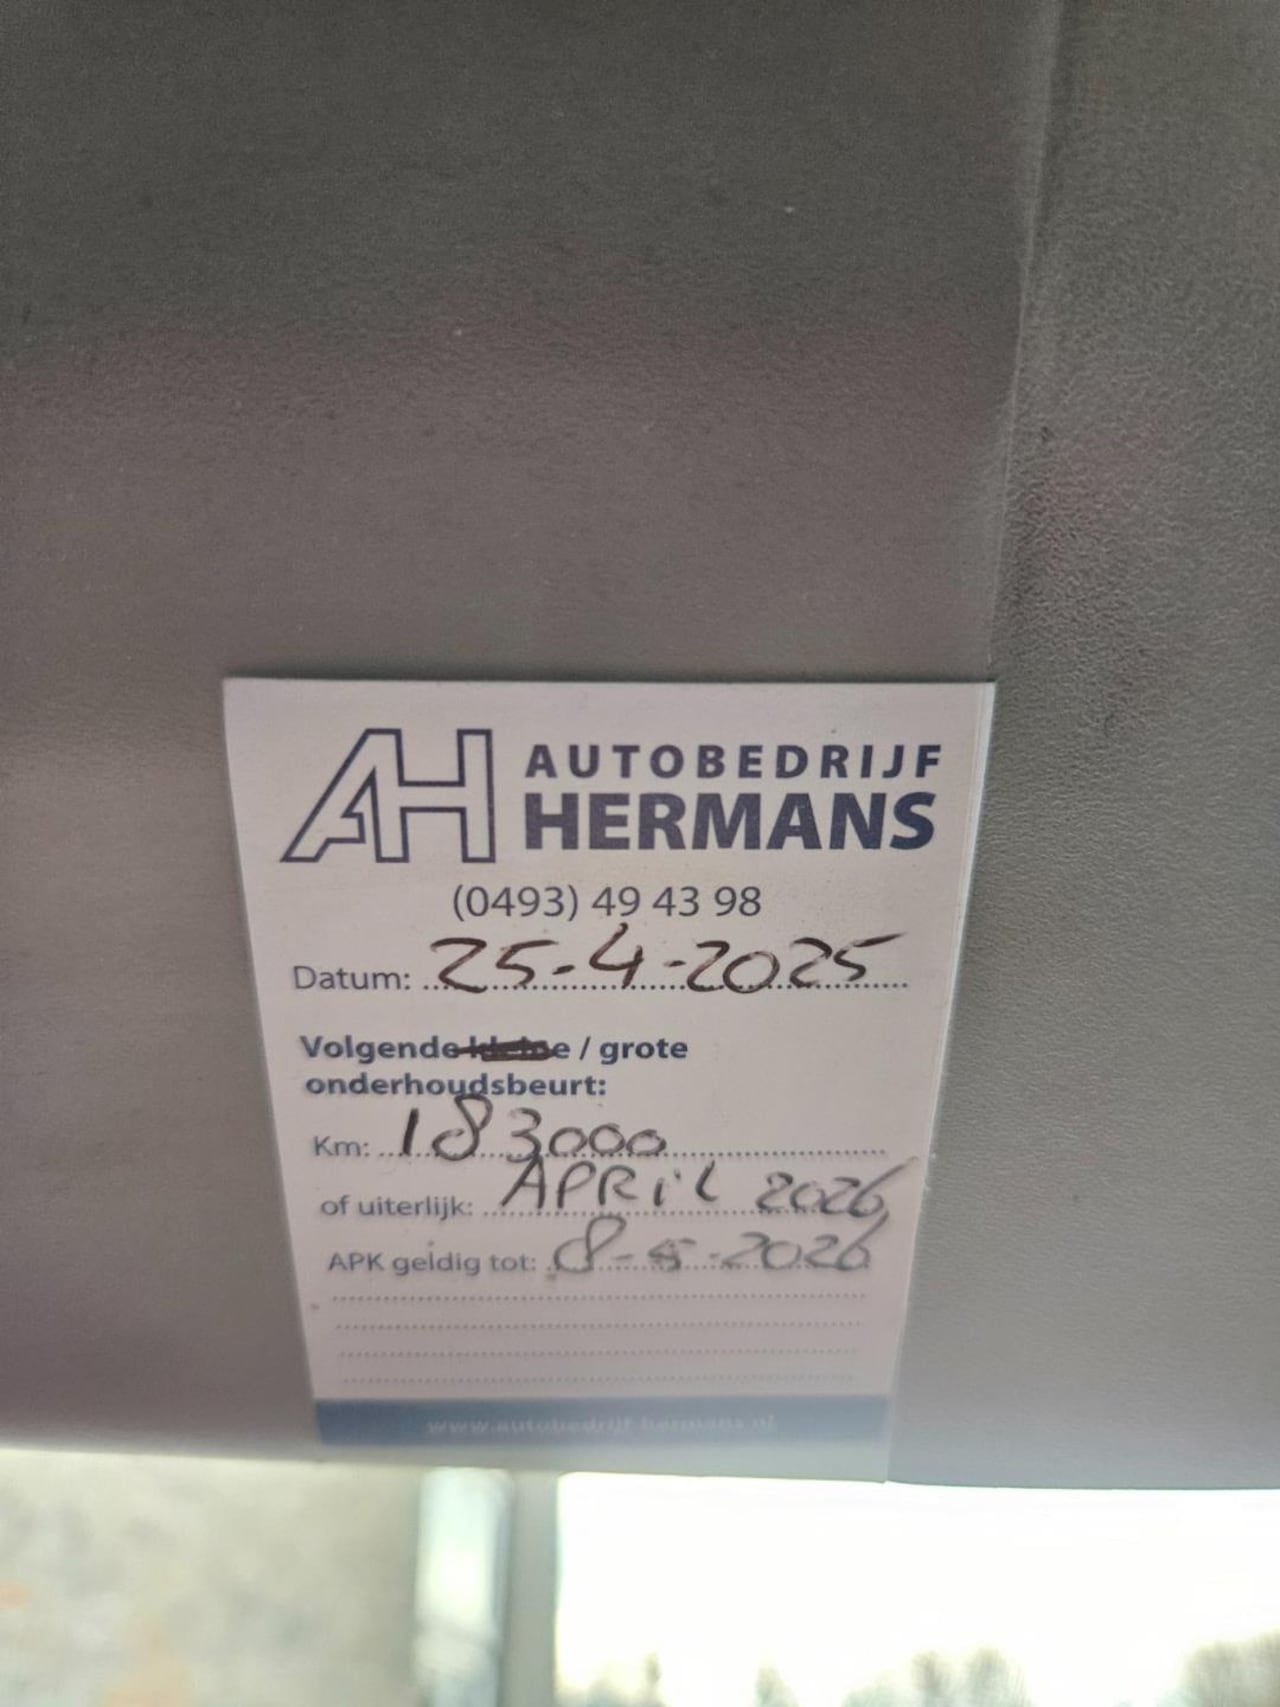 AH AUTOBEDRIJF
HERMANS
(0493) 49 43 98
Datum: 25-4-2025
Volgende kleine / grote
onderhoudsbeurt:
Km: 183000
of uiterlijk: APRiL 2026
APK geldig tot: 8-5-2026
www.autobedrijf-hermans.nl